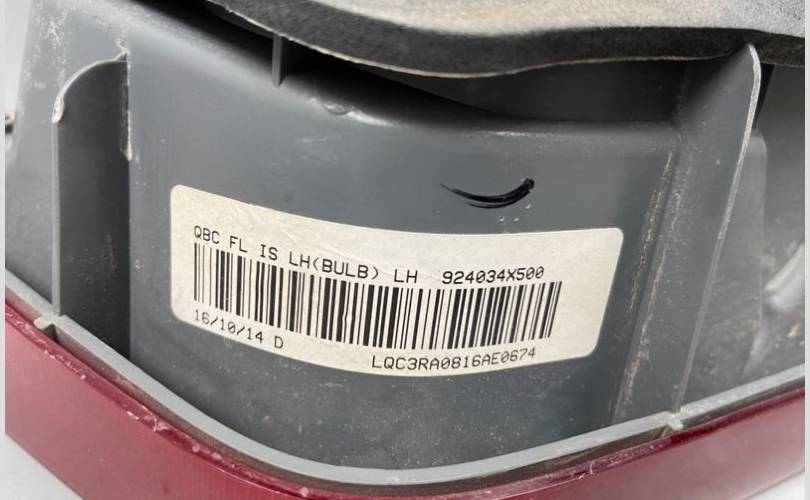 QBC FL IS LH(BULB) LH 924034X500
16/10/14 D
LQC3RA0816AE0674